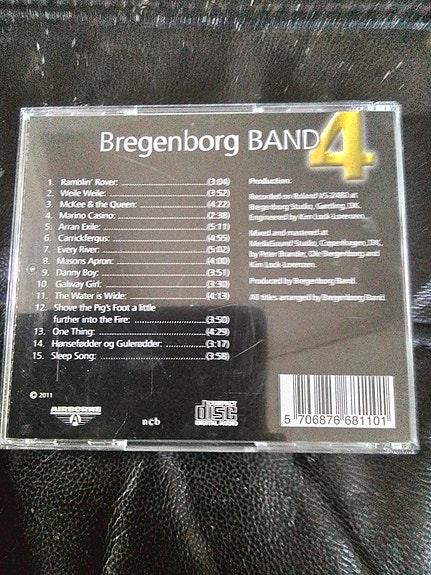 Bregenborg BAND 4
1. Ramblin' Rover: (3:04)
2. Weile Weile: (3:52)
3. McKee & the Queen: (4:22)
4. Marino Casino: (2:38)
5. Arran Exile: (5:11)
6. Carrickfergus: (4:55)
7. Every River: (5:02)
8. Masons Apron: (4:00)
9. Danny Boy: (3:51)
10. Galway Girl: (3:30)
11. The Water is Wide: (4:13)
12. Shove the Pig's Foot a little
further into the Fire: (3:50)
13. One Thing: (4:29)
14. Hønsefødder og Gulerødder: (3:17)
15. Sleep Song: (3:58)
Production:
Recorded on Roland VS-2480 at
Bregenborg Studio, Gørding, DK.
Engineered by Kim Lock-Lorenzen.
Mixed and mastered at
MediaSound Studio, Copenhagen, DK,
by Peter Brander, Ole Bregenborg and
Kim Lock-Lorenzen.
Produced by Bregenborg Band.
All titles arranged by Bregenborg Band.
© 2011
AIRBORNE
ncb
COMPACT
disc
DIGITAL AUDIO
5 706876 681101